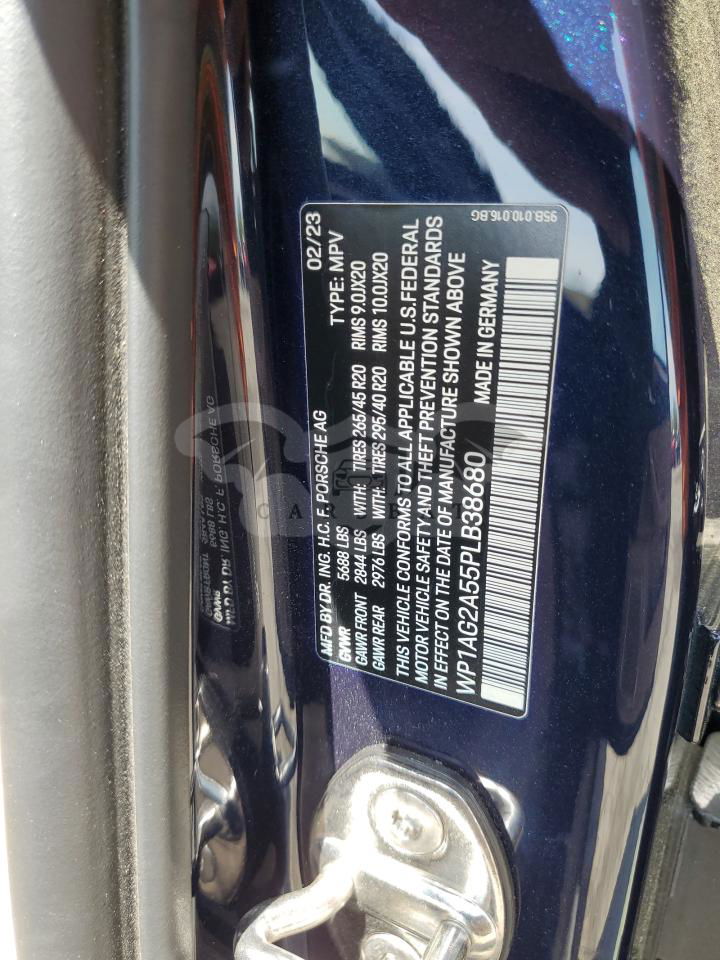 MFD BY DR. ING. H.C. F. PORSCHE AG 02/23
GVWR 5688 LBS TYPE: MPV
GAWR FRONT 2844 LBS WITH: TIRES 265/45 R20 RIMS 9.0JX20
GAWR REAR 2976 LBS WITH: TIRES 295/40 R20 RIMS 10.0JX20
THIS VEHICLE CONFORMS TO ALL APPLICABLE U.S. FEDERAL
MOTOR VEHICLE SAFETY AND THEFT PREVENTION STANDARDS
IN EFFECT ON THE DATE OF MANUFACTURE SHOWN ABOVE
WP1AG2A55PLB38680 MADE IN GERMANY
95B.010.016.BG